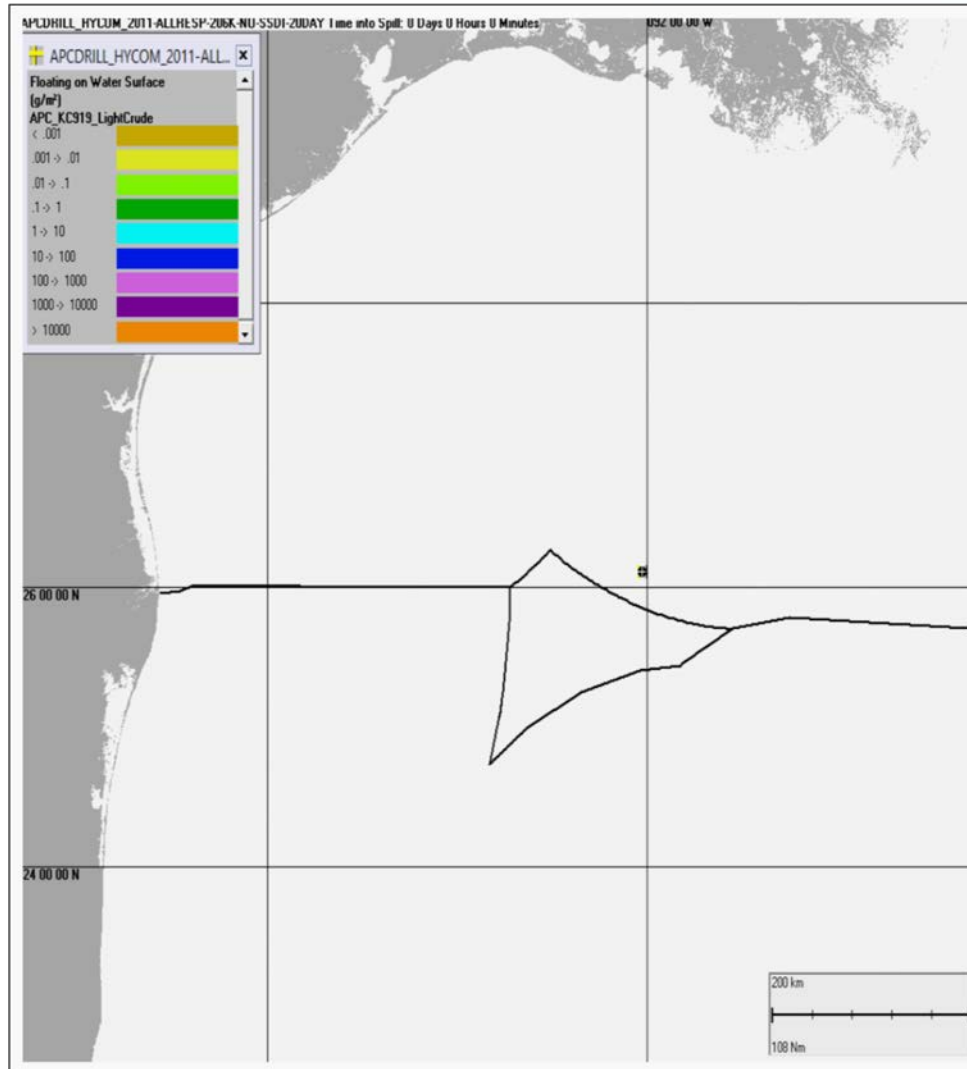 APCDRILL_HYCOM_2011-ALLRESP-206K-NO-SSDI-20DAY Time into Spill: 0 Days 0 Hours 0 Minutes
092 00 00 W
APCDRILL_HYCOM_2011-ALL...
Floating on Water Surface
(g/m²)
APC_KC919_LightCrude
< .001
.001 -> .01
.01 -> .1
.1 -> 1
1 -> 10
10 -> 100
100 -> 1000
1000 -> 10000
> 10000
26 00 00 N
24 00 00 N
200 km
108 Nm